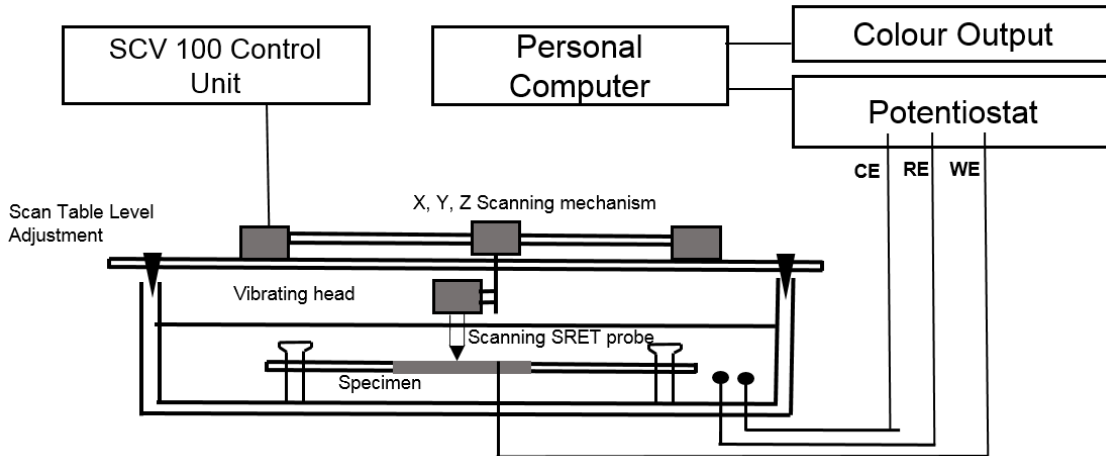 SCV 100 Control
Unit
Personal
Computer
Colour Output
Potentiostat
CE
RE
WE
Scan Table Level
Adjustment
X, Y, Z Scanning mechanism
Vibrating head
Scanning SRET probe
Specimen